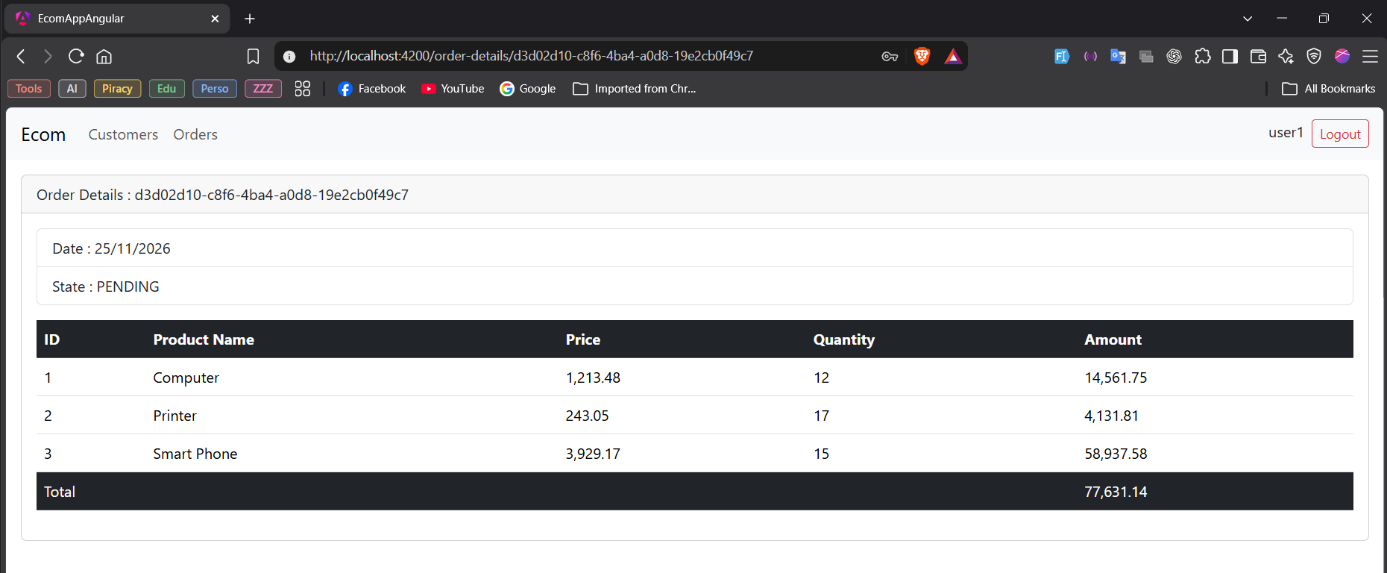 EcomAppAngular
http://localhost:4200/order-details/d3d02d10-c8f6-4ba4-a0d8-19e2cb0f49c7
Tools AI Piracy Edu Perso ZZZ Facebook YouTube Google Imported from Chr... All Bookmarks
Ecom Customers Orders user1 Logout
Order Details : d3d02d10-c8f6-4ba4-a0d8-19e2cb0f49c7
Date : 25/11/2026
State : PENDING
ID Product Name Price Quantity Amount
1 Computer 1,213.48 12 14,561.75
2 Printer 243.05 17 4,131.81
3 Smart Phone 3,929.17 15 58,937.58
Total 77,631.14